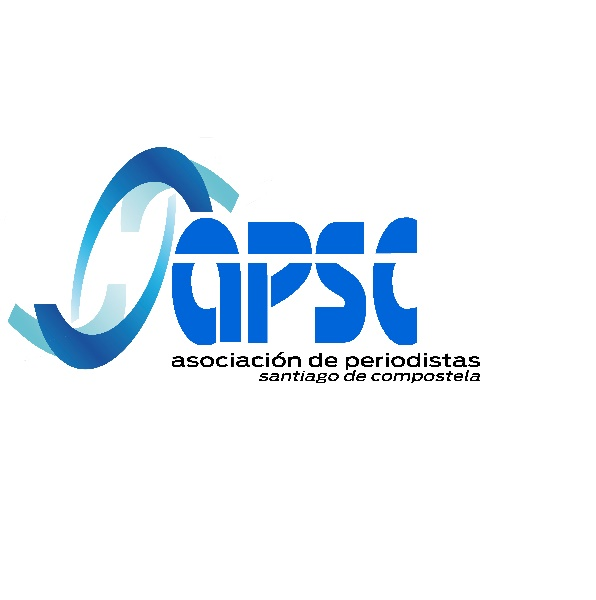 apsc
asociación de periodistas
santiago de compostela